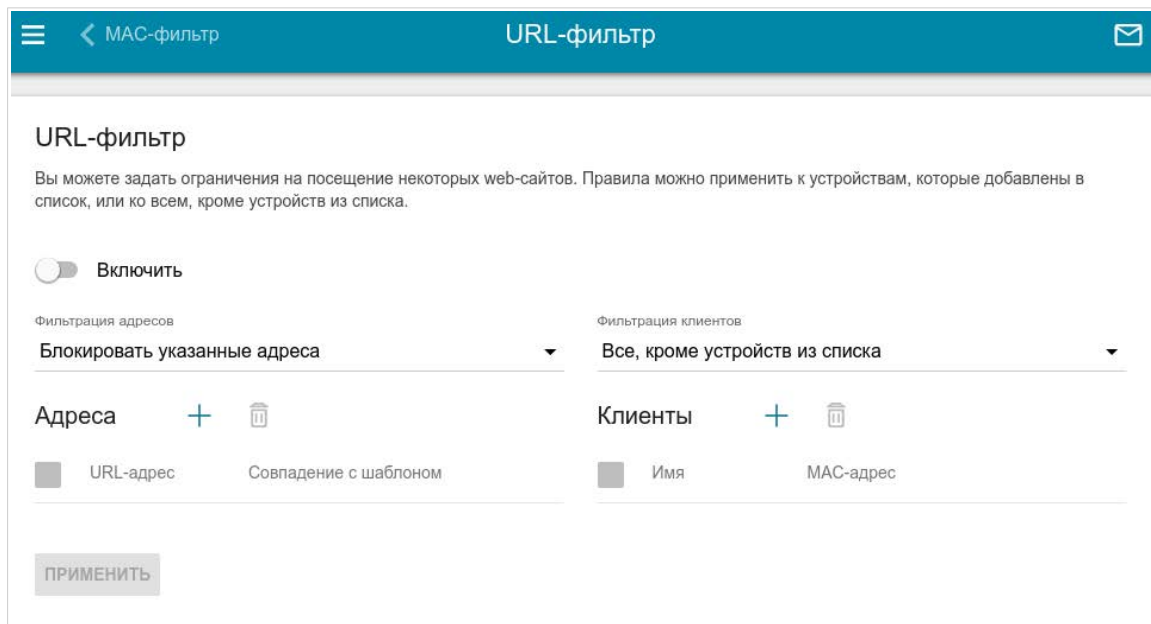 МАС-фильтр
URL-фильтр
URL-фильтр
Вы можете задать ограничения на посещение некоторых web-сайтов. Правила можно применить к устройствам, которые добавлены в
список, или ко всем, кроме устройств из списка.
Включить
Фильтрация адресов
Фильтрация клиентов
Блокировать указанные адреса
Все, кроме устройств из списка
Адреса
Клиенты
URL-адрес Совпадение с шаблоном
Имя МАС-адрес
ПРИМЕНИТЬ